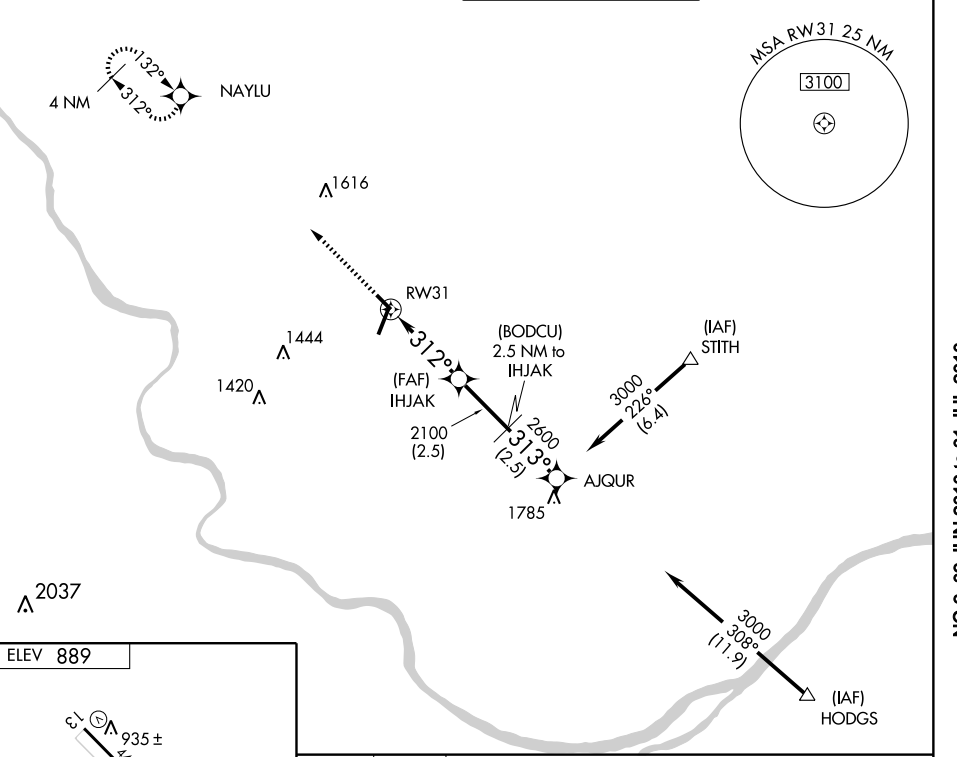 MSA RW31 25 NM
3100
132°
312°
4 NM
NAYLU
1616
RW31
1444
1420
312°
(BODCU)
2.5 NM to
IHJAK
(FAF)
IHJAK
(IAF)
STITH
3000
226°
(6.4)
2100
(2.5)
2600
313°
(2.5)
AJQUR
1785
2037
3000
308°
(11.9)
(IAF)
HODGS
ELEV 889
13
V
935 ±